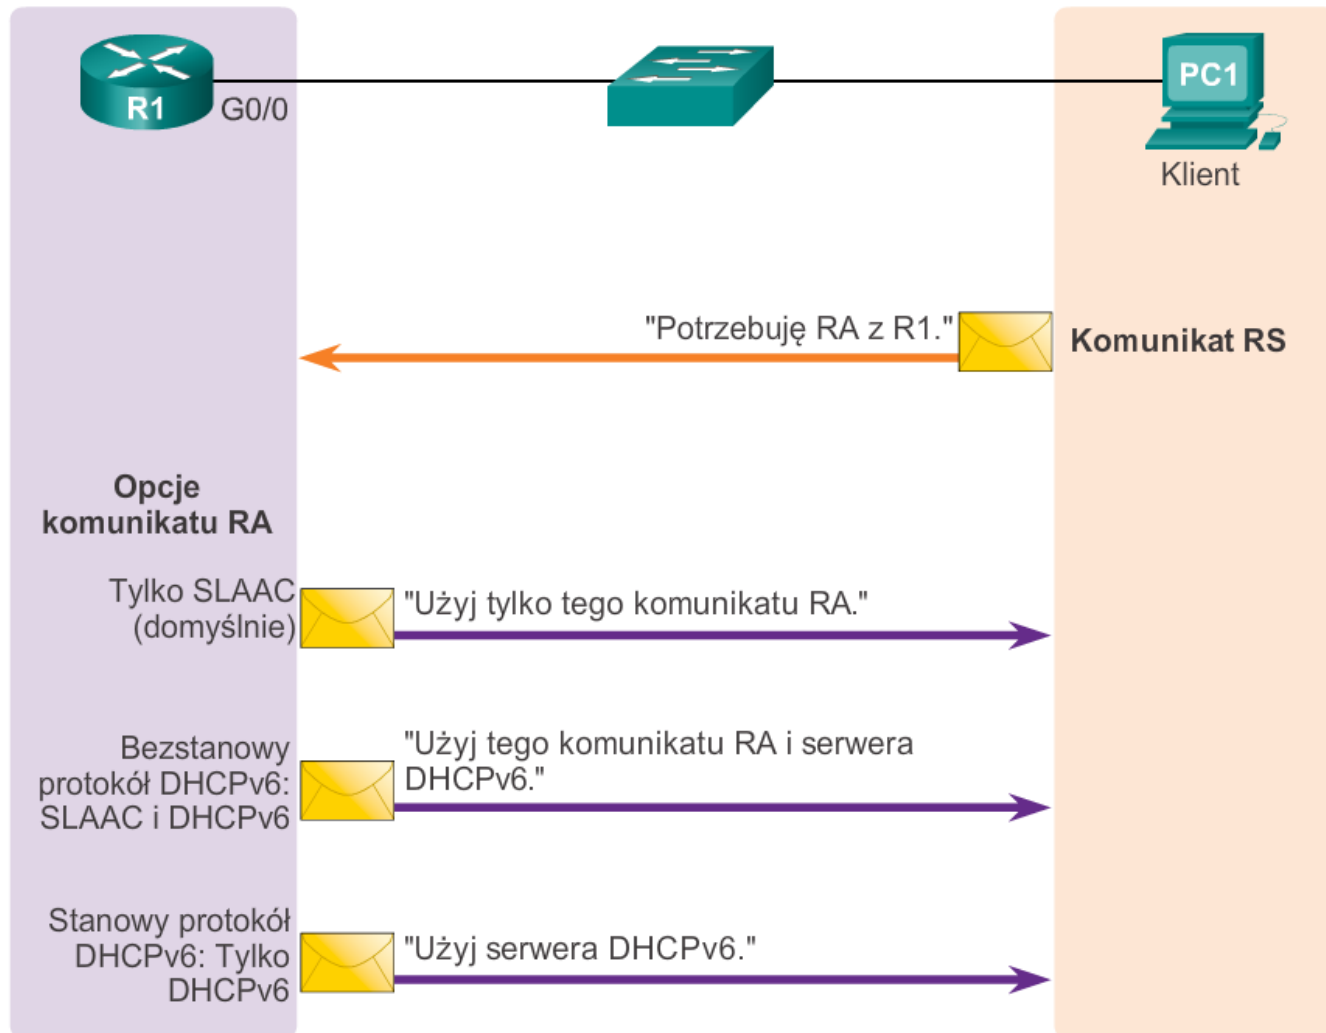 R1
G0/0
PC1
Klient
"Potrzebuję RA z R1."
Komunikat RS
Opcje
komunikatu RA
Tylko SLAAC
(domyślnie)
"Użyj tylko tego komunikatu RA."
Bezstanowy
protokół DHCPv6:
SLAAC i DHCPv6
"Użyj tego komunikatu RA i serwera
DHCPv6."
Stanowy protokół
DHCPv6: Tylko
DHCPv6
"Użyj serwera DHCPv6."